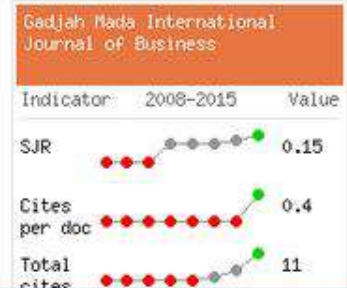 Gadjah Mada International
Journal of Business
Indicator 2008-2015 Value
SJR 0.15
Cites
per doc 0.4
Total
cites 11